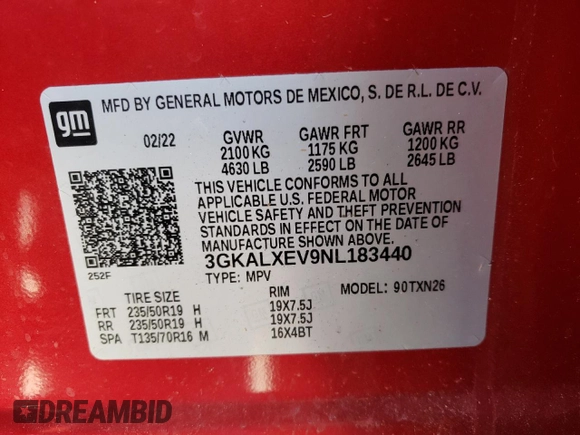 gm
MFD BY GENERAL MOTORS DE MEXICO, S. DE R.L. DE C.V.
02/22 GVWR GAWR FRT GAWR RR
2100 KG 1175 KG 1200 KG
4630 LB 2590 LB 2645 LB
THIS VEHICLE CONFORMS TO ALL
APPLICABLE U.S. FEDERAL MOTOR
VEHICLE SAFETY AND THEFT PREVENTION
STANDARDS IN EFFECT ON THE DATE OF
MANUFACTURE SHOWN ABOVE.
252F
3GKALXEV9NL183440
TYPE: MPV
MODEL: 90TXN26
TIRE SIZE RIM
FRT 235/50R19 H 19X7.5J
RR 235/50R19 H 19X7.5J
SPA T135/70R16 M 16X4BT
DREAMBID